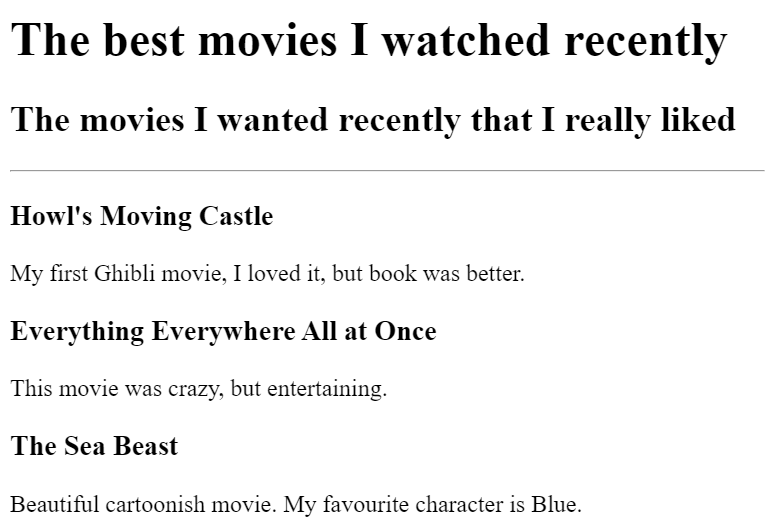 The best movies I watched recently
The movies I wanted recently that I really liked
Howl's Moving Castle
My first Ghibli movie, I loved it, but book was better.
Everything Everywhere All at Once
This movie was crazy, but entertaining.
The Sea Beast
Beautiful cartoonish movie. My favourite character is Blue.